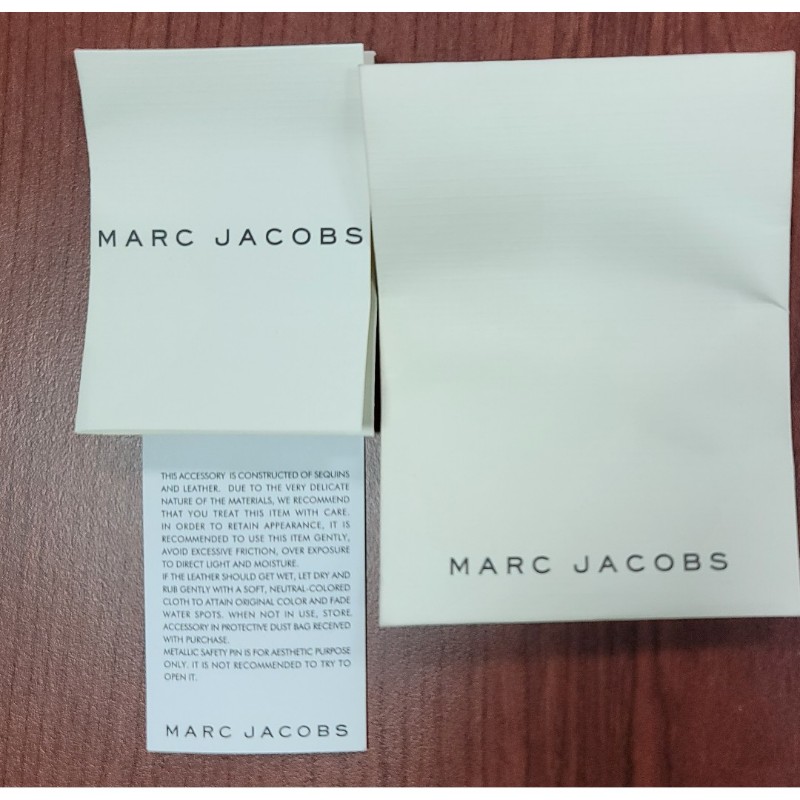 MARC JACOBS
THIS ACCESSORY IS CONSTRUCTED OF SEQUINS
AND LEATHER. DUE TO THE VERY DELICATE
NATURE OF THE MATERIALS, WE RECOMMEND
THAT YOU TREAT THIS ITEM WITH CARE.
IN ORDER TO RETAIN APPEARANCE, IT IS
RECOMMENDED TO USE THIS ITEM GENTLY,
AVOID EXCESSIVE FRICTION, OVER EXPOSURE
TO DIRECT LIGHT AND MOISTURE.
IF THE LEATHER SHOULD GET WET, LET DRY AND
RUB GENTLY WITH A SOFT, NEUTRAL-COLORED
CLOTH TO ATTAIN ORIGINAL COLOR AND FADE
WATER SPOTS. WHEN NOT IN USE, STORE
ACCESSORY IN PROTECTIVE DUST BAG RECEIVED
WITH PURCHASE.
METALLIC SAFETY PIN IS FOR AESTHETIC PURPOSE
ONLY. IT IS NOT RECOMMENDED TO TRY TO
OPEN IT.
MARC JACOBS
MARC JACOBS